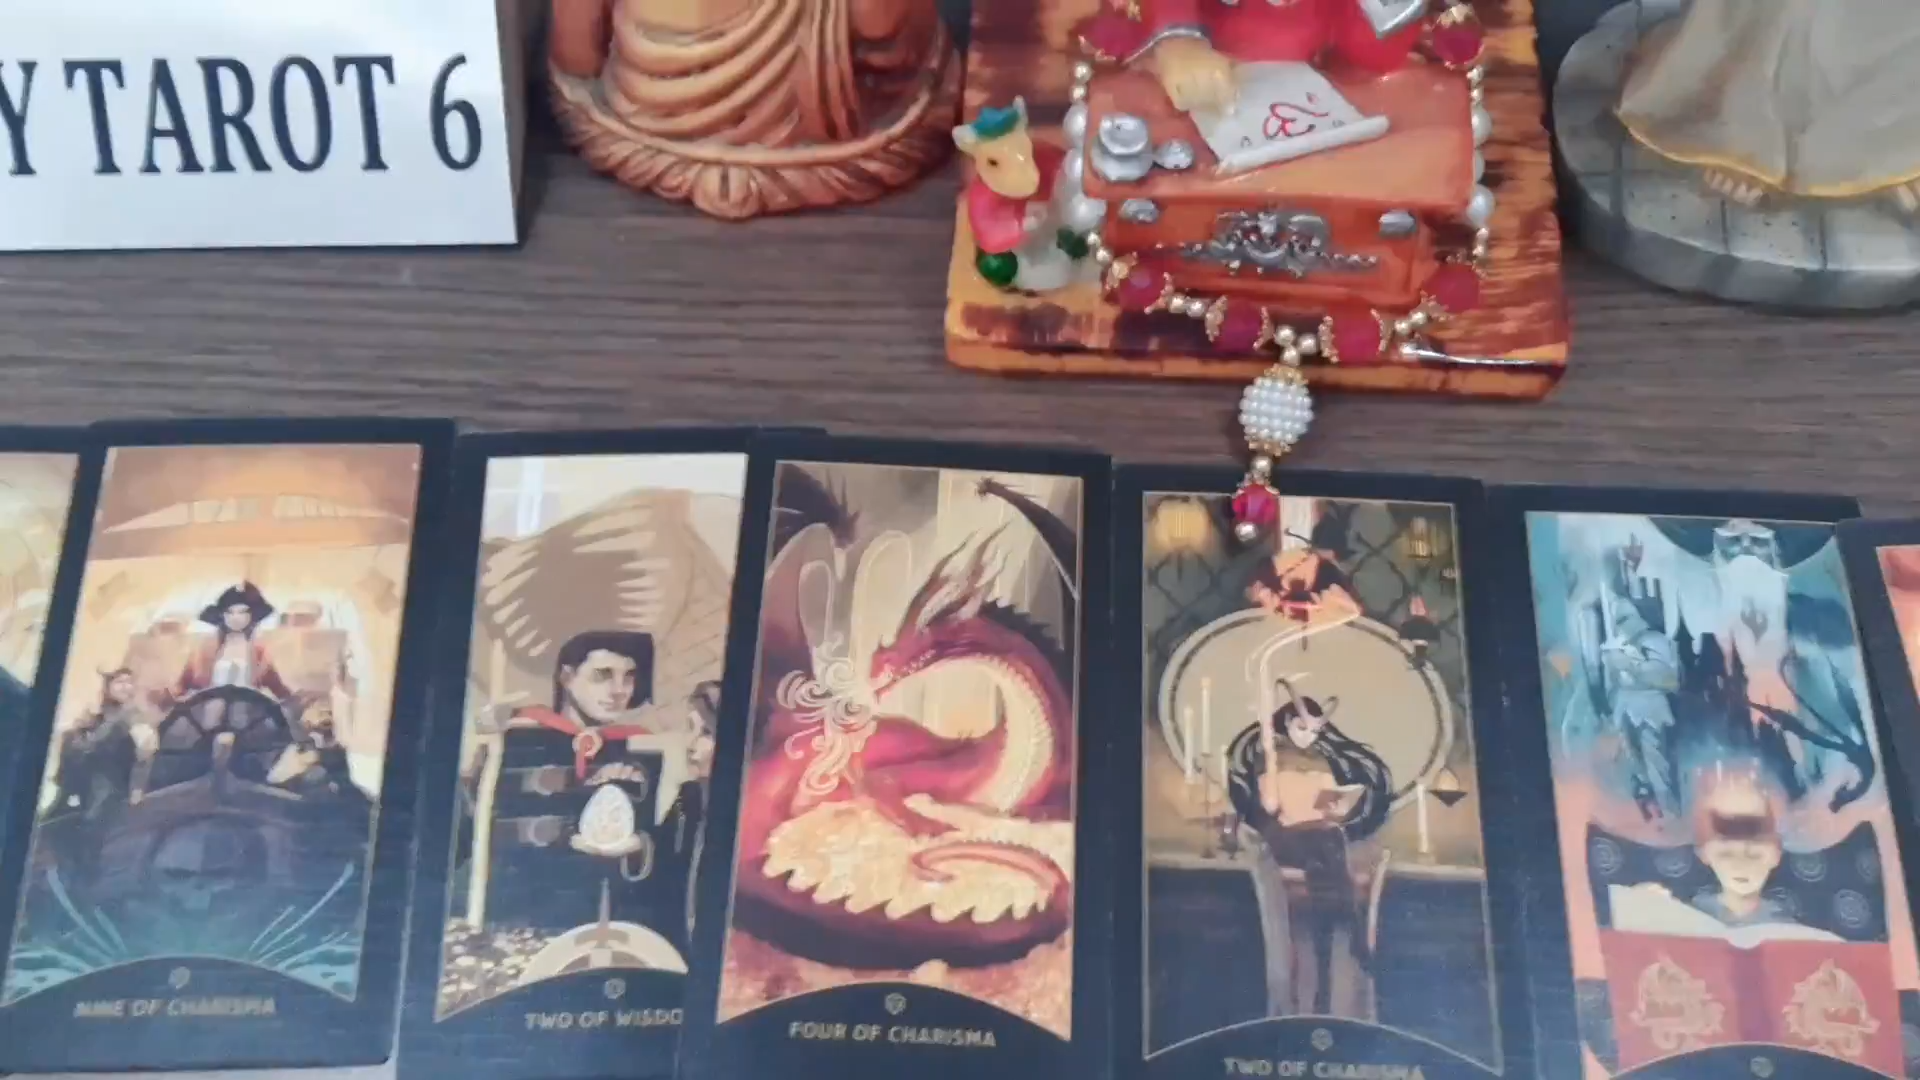 Y TAROT 6
NINE OF CHARISMA
TWO OF WISDO
FOUR OF CHARISMA
TWO OF CHARISMA